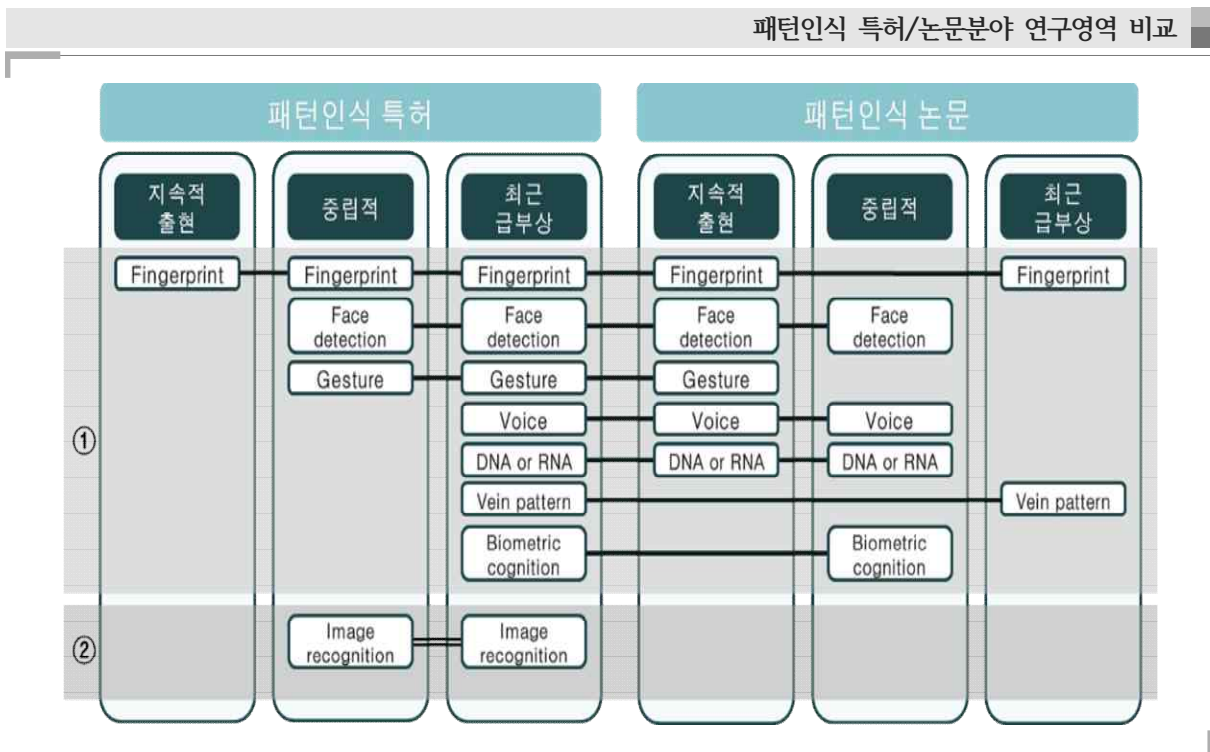 패턴인식 특허/논문분야 연구영역 비교
패턴인식 특허
패턴인식 논문
지속적
출현
중립적
최근
급부상
지속적
출현
중립적
최근
급부상
①
Fingerprint
Fingerprint
Fingerprint
Fingerprint
Fingerprint
Face
detection
Face
detection
Face
detection
Face
detection
Gesture
Gesture
Gesture
Voice
Voice
Voice
DNA or RNA
DNA or RNA
DNA or RNA
Vein pattern
Vein pattern
Biometric
cognition
Biometric
cognition
②
Image
recognition
Image
recognition